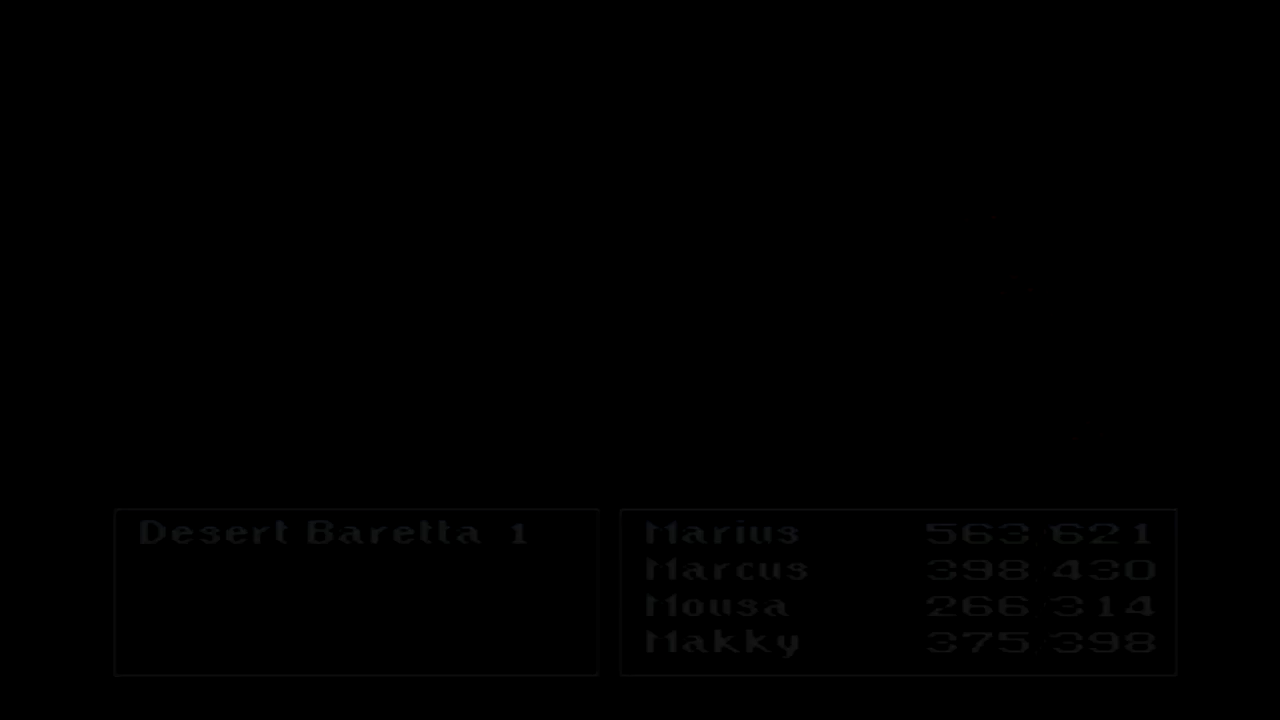 Desert Baretta 1
Marius 563/621
Marcus 398/430
Mousa 266/314
Makky 375/398